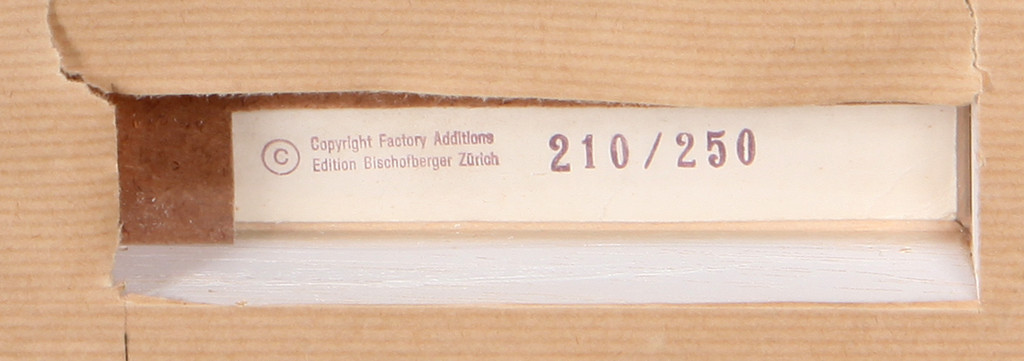 © Copyright Factory Additions
Edition Bischofberger Zürich
210/250